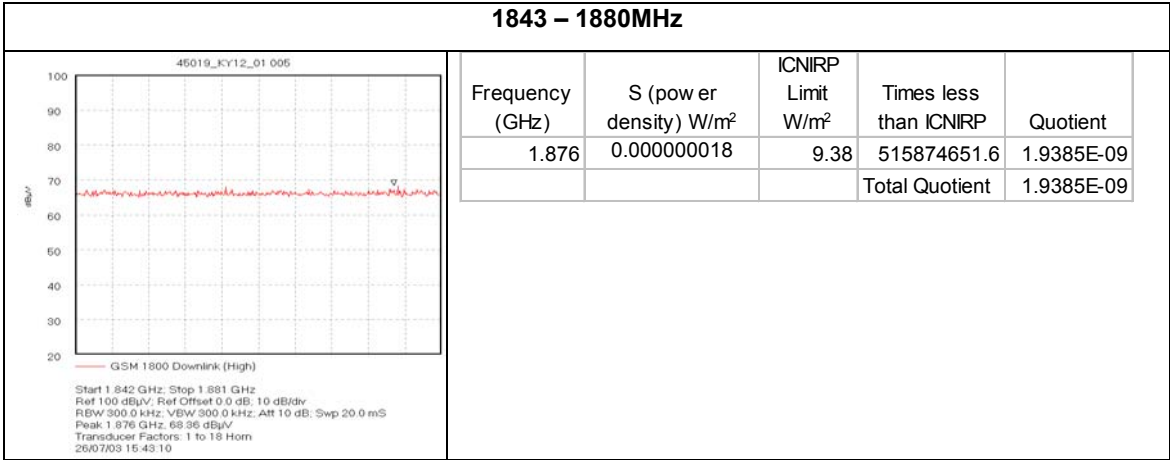 1843 – 1880MHz
45019_KY12_01 005
100
90
80
70
60
50
40
30
20
dBµV
GSM 1800 Downlink (High)
Start 1.842 GHz; Stop 1.881 GHz
Ref 100 dBµV; Ref Offset 0.0 dB; 10 dB/div
RBW 300.0 kHz; VBW 300.0 kHz; Att 10 dB; Swp 20.0 mS
Peak 1.876 GHz, 68.36 dBµV
Transducer Factors: 1 to 18 Horn
26/07/03 15:43:10
Frequency (GHz) S (pow er density) W/m² ICNIRP Limit W/m² Times less than ICNIRP Quotient
1.876 0.000000018 9.38 515874651.6 1.9385E-09
Total Quotient 1.9385E-09